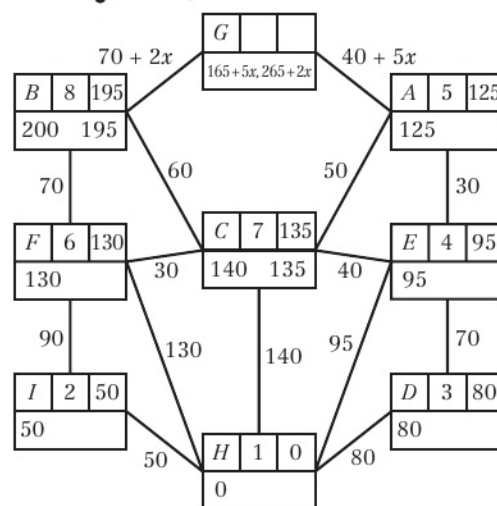 G
70 + 2x
40 + 5x
165+5x, 265+2x
B 8 195
200 195
A 5 125
125
60
50
70
30
F 6 130
130
C 7 135
140 135
E 4 95
95
30
40
90
130
140
95
70
I 2 50
50
D 3 80
80
50
H 1 0
80
0